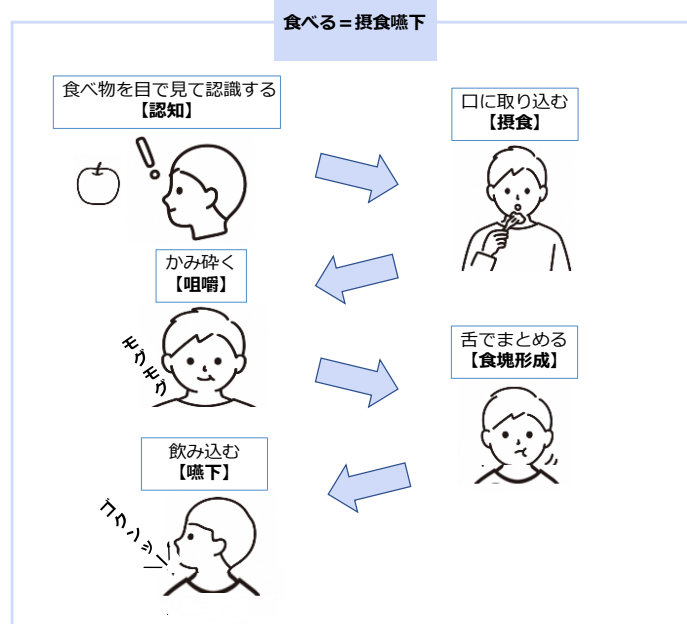 食べる＝摂食嚥下
食べ物を目で見て認識する
【認知】
口に取り込む
【摂食】
かみ砕く
【咀嚼】
モグモグ
舌でまとめる
【食塊形成】
飲み込む
【嚥下】
ゴクンッ